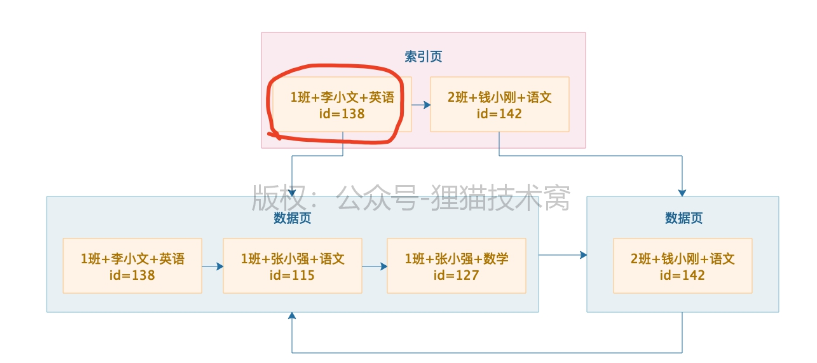 索引页
1班+李小文+英语
id=138
2班+钱小刚+语文
id=142
版权：公众号-狸猫技术窝
数据页
1班+李小文+英语
id=138
1班+张小强+语文
id=115
1班+张小强+数学
id=127
数据页
2班+钱小刚+语文
id=142